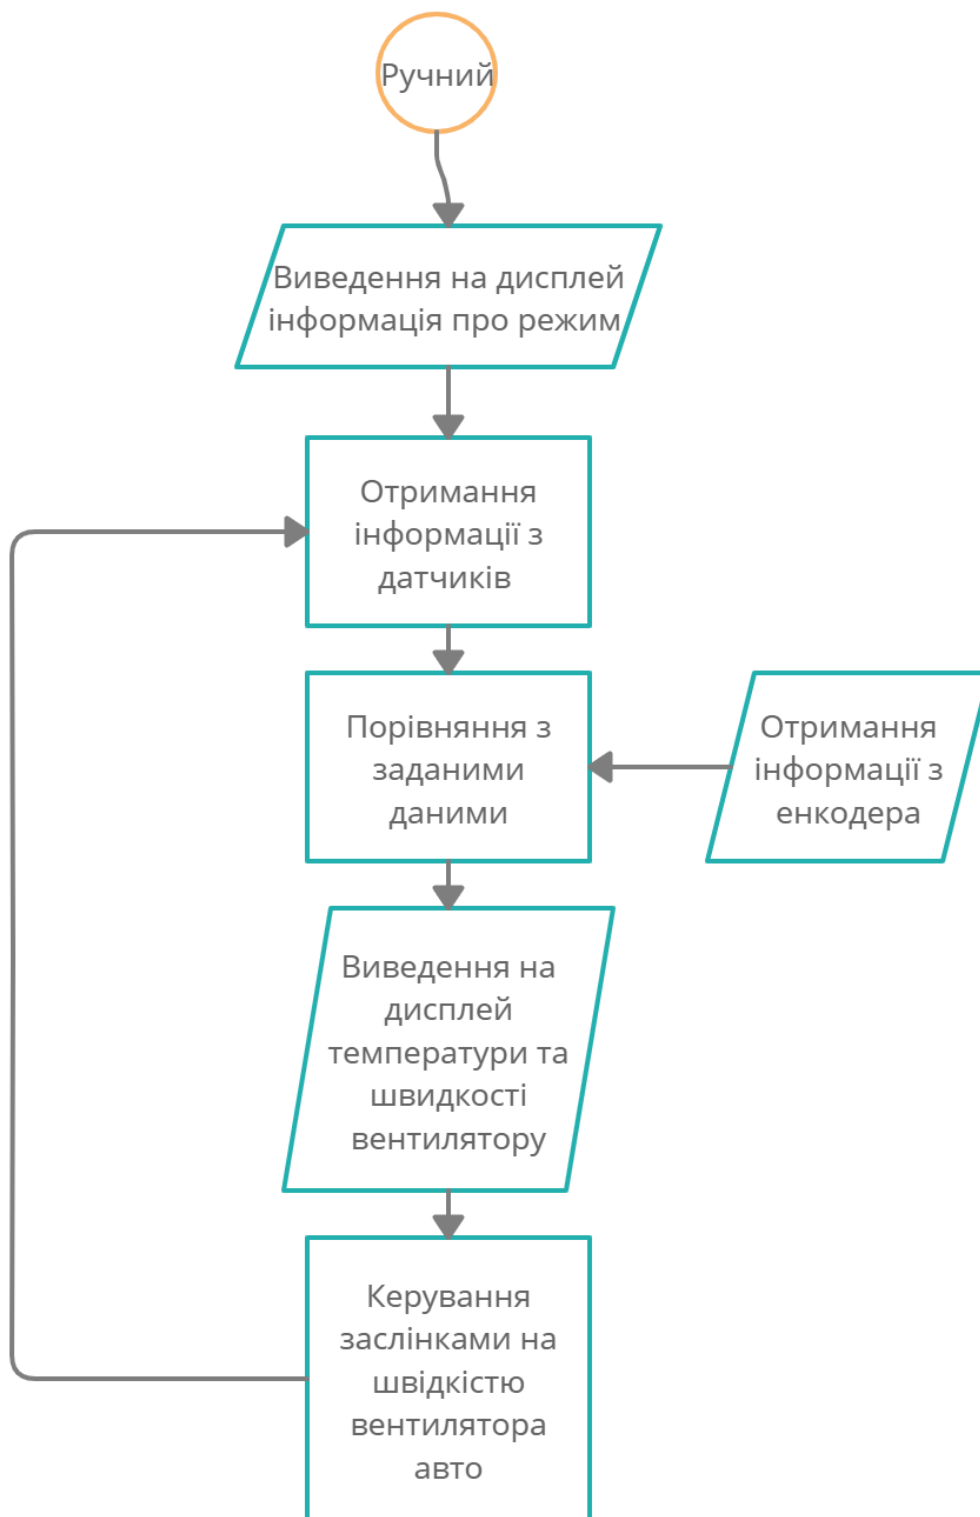 Ручний
Виведення на дисплей
інформація про режим
Отримання
інформації з
датчиків
Порівняння з
заданими
даними
Отримання
інформації з
енкодера
Виведення на
дисплей
температури та
швидкості
вентилятору
Керування
заслінками на
швідкістю
вентилятора
авто